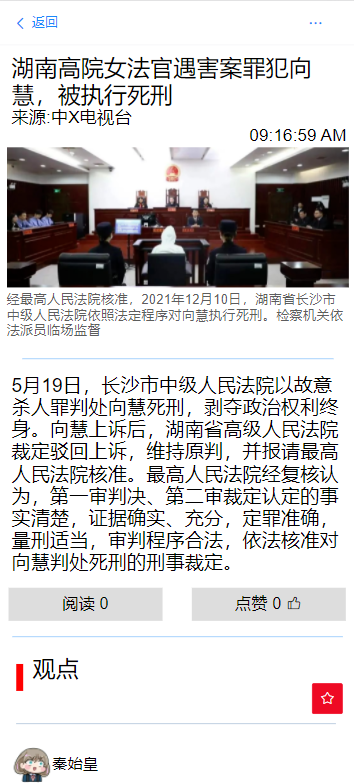 返回
湖南高院女法官遇害案罪犯向
慧，被执行死刑
来源:中X电视台
09:16:59 AM
经最高人民法院核准，2021年12月10日，湖南省长沙市
中级人民法院依照法定程序对向慧执行死刑。检察机关依
法派员临场监督
5月19日，长沙市中级人民法院以故意
杀人罪判处向慧死刑，剥夺政治权利终
身。向慧上诉后，湖南省高级人民法院
裁定驳回上诉，维持原判，并报请最高
人民法院核准。最高人民法院经复核认
为，第一审判决、第二审裁定认定的事
实清楚，证据确实、充分，定罪准确，
量刑适当，审判程序合法，依法核准对
向慧判处死刑的刑事裁定。
阅读 0
点赞 0
观点
秦始皇